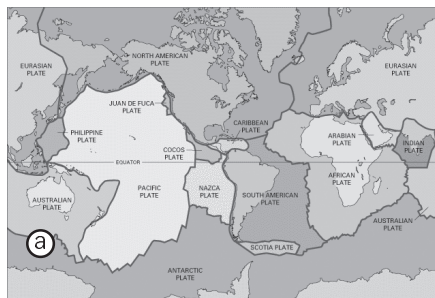 NORTH AMERICAN
PLATE
EURASIAN
PLATE
EURASIAN
PLATE
JUAN DE FUCA
PLATE
CARIBBEAN
PLATE
PHILIPPINE
PLATE
ARABIAN
PLATE
INDIAN
PLATE
COCOS
PLATE
EQUATOR
AFRICAN
PLATE
PACIFIC
PLATE
NAZCA
PLATE
SOUTH AMERICAN
PLATE
AUSTRALIAN
PLATE
AUSTRALIAN
PLATE
a
SCOTIA PLATE
ANTARCTIC
PLATE